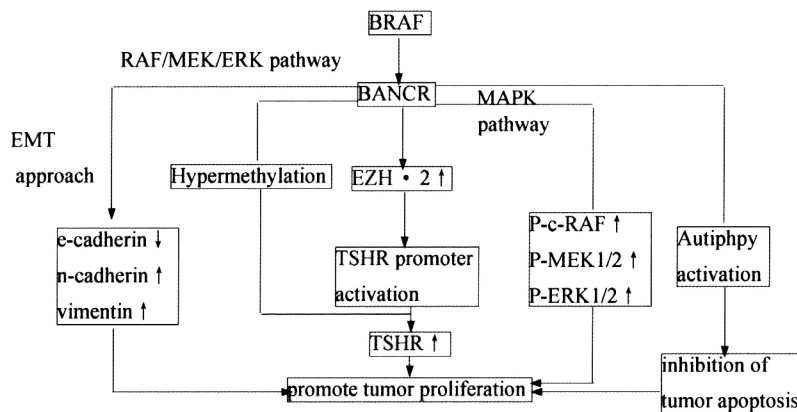 BRAF
RAF/MEK/ERK pathway
BANCR
MAPK
pathway
EMT
approach
Hypermethylation
EZH · 2 ↑
e-cadherin ↓
n-cadherin ↑
vimentin ↑
TSHR promoter
activation
P-c-RAF ↑
P-MEK1/2 ↑
P-ERK1/2 ↑
Autiphpy
activation
TSHR ↑
promote tumor proliferation
inhibition of
tumor apoptosis